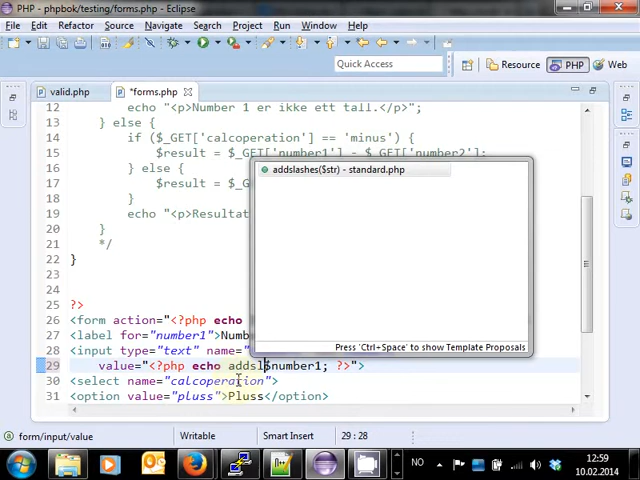 PHP - phpbok/testing/forms.php - Eclipse
File Edit Refactor Source Navigate Search Project Run Window Help
Quick Access
Resource PHP Web
valid.php *forms.php
12 echo "<p>Number 1 er ikke ett tall.</p>";
13 } else {
14 if ($_GET['calcoperation'] == 'minus') {
15 $result = $_GET['number1'] - $_GET['number2'];
16 } else {
17 $result = $_G
18 }
19 echo "<p>Resultat
20 }
21 */
22 }
23
24
25 ?>
26 <form action="<?php echo
27 <label for="number1">Numb
28 <input type="text" name="
29 value="<?php echo addsl$number1; ?>">
30 <select name="calcoperation">
31 <option value="pluss">Pluss</option>
addslashes($str) - standard.php
Press 'Ctrl+Space' to show Template Proposals
form/input/value Writable Smart Insert 29 : 28
NO 12:59
10.02.2014